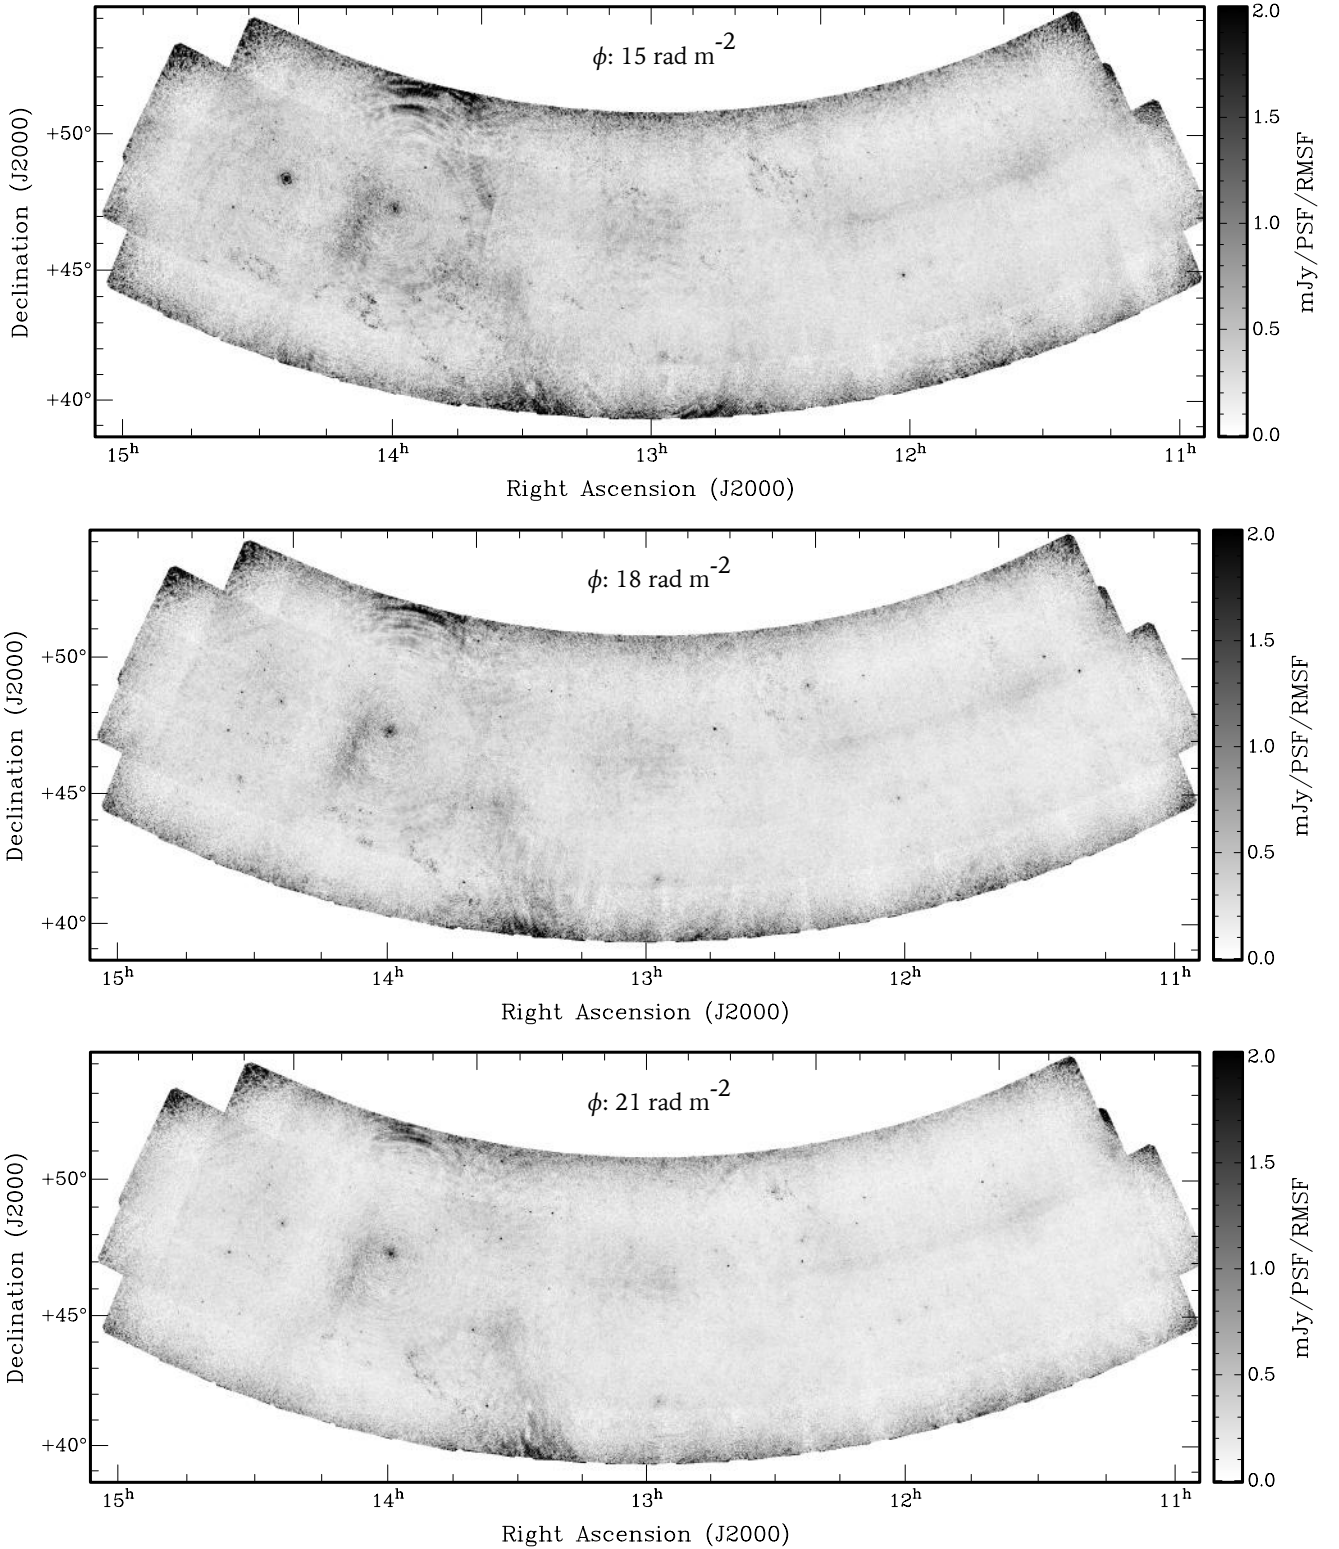 ϕ: 15 rad m-2
2.0
1.5
1.0
0.5
0.0
mJy/PSF/RMSF
+50°
+45°
+40°
Declination (J2000)
15h 14h 13h 12h 11h
Right Ascension (J2000)
ϕ: 18 rad m-2
2.0
1.5
1.0
0.5
0.0
mJy/PSF/RMSF
+50°
+45°
+40°
Declination (J2000)
15h 14h 13h 12h 11h
Right Ascension (J2000)
ϕ: 21 rad m-2
2.0
1.5
1.0
0.5
0.0
mJy/PSF/RMSF
+50°
+45°
+40°
Declination (J2000)
15h 14h 13h 12h 11h
Right Ascension (J2000)